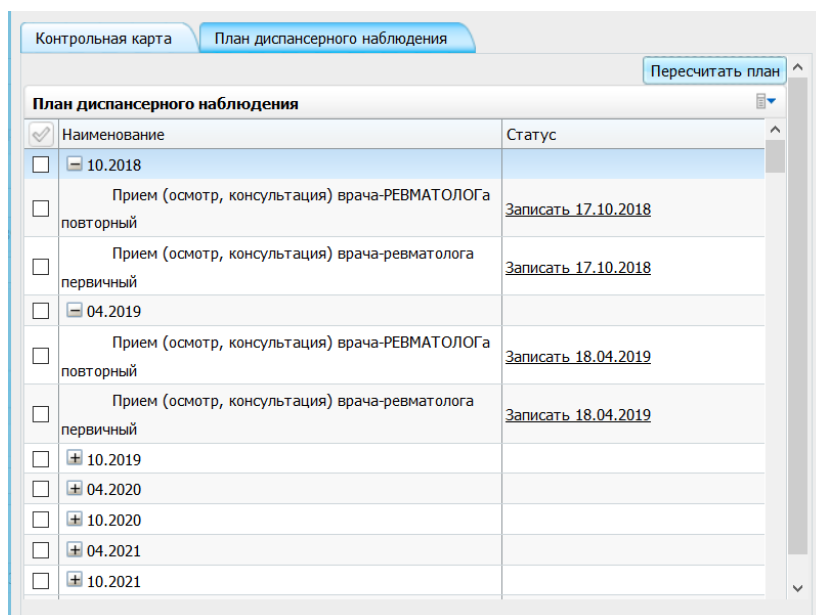 Контрольная карта План диспансерного наблюдения
Пересчитать план
План диспансерного наблюдения
Наименование Статус
10.2018
Прием (осмотр, консультация) врача-РЕВМАТОЛОГа
повторный
Записать 17.10.2018
Прием (осмотр, консультация) врача-ревматолога
первичный
Записать 17.10.2018
04.2019
Прием (осмотр, консультация) врача-РЕВМАТОЛОГа
повторный
Записать 18.04.2019
Прием (осмотр, консультация) врача-ревматолога
первичный
Записать 18.04.2019
10.2019
04.2020
10.2020
04.2021
10.2021